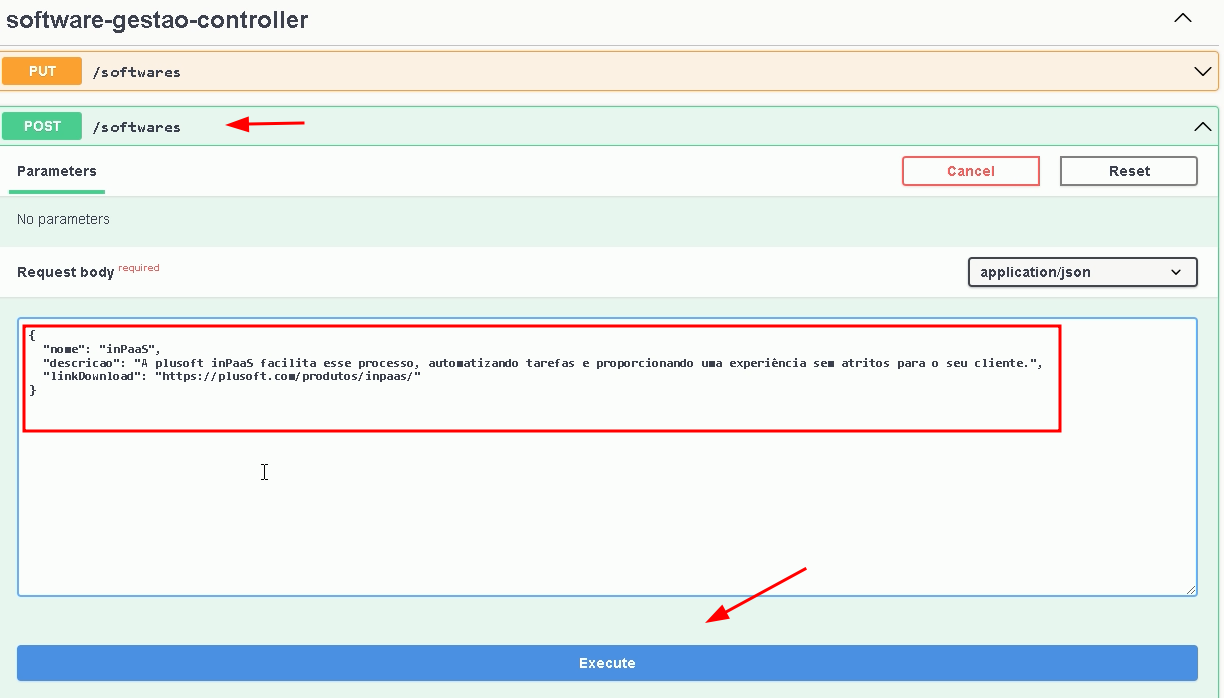 software-gestao-controller
PUT /softwares
POST /softwares
Parameters
Cancel
Reset
No parameters
Request body required
application/json
{
"nome": "inPaaS",
"descricao": "A plusoft inPaaS facilita esse processo, automatizando tarefas e proporcionando uma experiência sem atritos para o seu cliente.",
"linkDownload": "https://plusoft.com/produtos/inpaas/"
}
Execute